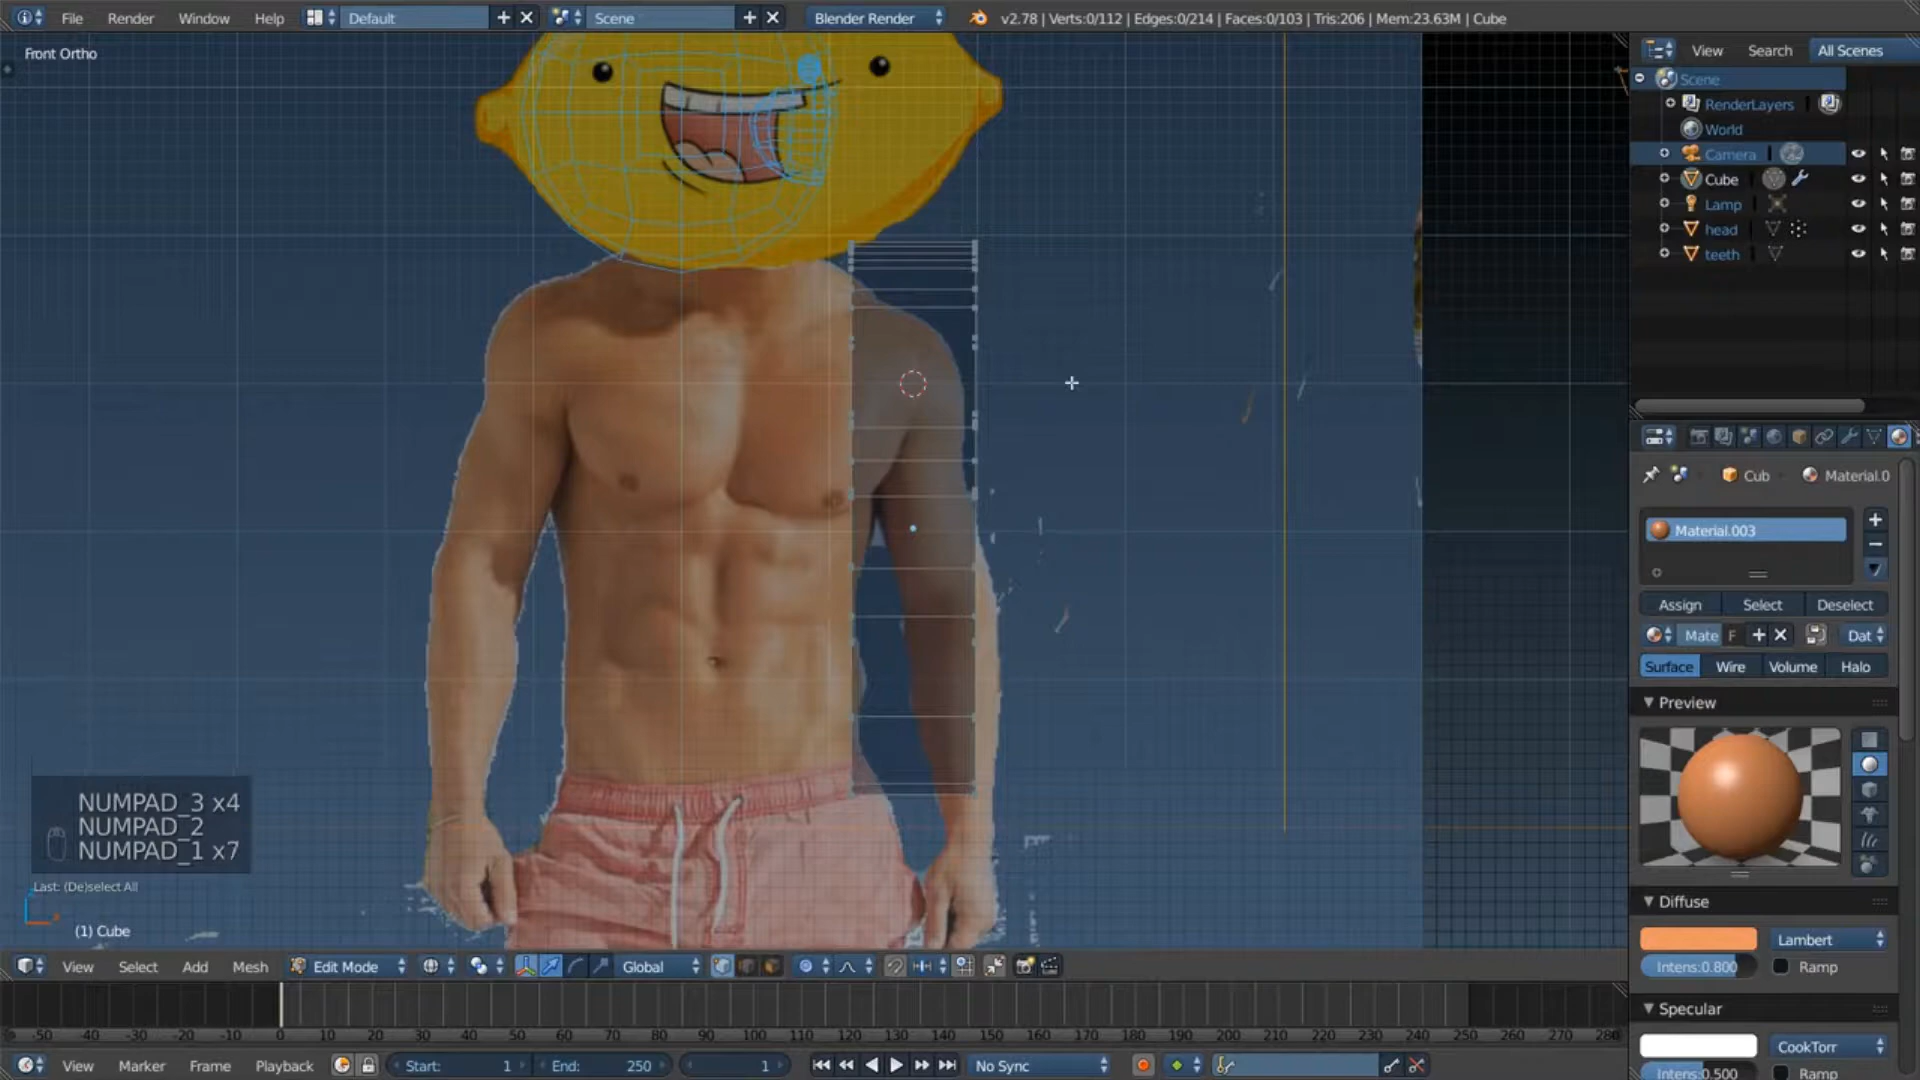 File Render Window Help Default Scene Blender Render v2.78 | Verts:0/112 | Edges:0/214 | Faces:0/103 | Tris:206 | Mem:23.63M | Cube
Front Ortho
View Search All Scenes
Scene
RenderLayers
World
Camera
Cube
Lamp
head
teeth
Cub Material.0
Material.003
Assign Select Deselect
Mate F Dat
Surface Wire Volume Halo
Preview
Diffuse
Lambert
Intens:0.800 Ramp
Specular
CookTorr
Intens:0.500 Ramp
NUMPAD_3 x4
NUMPAD_2
NUMPAD_1 x7
Last: (De)select All
(1) Cube
View Select Add Mesh Edit Mode Global
-50 -40 -30 -20 -10 0 10 20 30 40 50 60 70 80 90 100 110 120 130 140 150 160 170 180 190 200 210 220 230 240 250 260 270 280
View Marker Frame Playback Start: 1 End: 250 1 No Sync